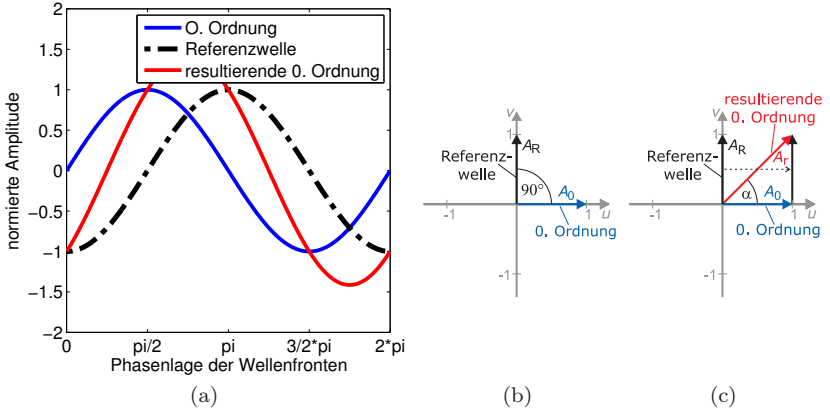 2
1.5
1
0.5
0
-0.5
-1
-1.5
-2
normierte Amplitude
O. Ordnung
Referenzwelle
resultierende 0. Ordnung
0
pi/2
pi
3/2*pi
2*pi
Phasenlage der Wellenfronten
(a)
v
1
A_R
Referenz-
welle
90°
A_0
-1
1
u
0. Ordnung
-1
(b)
resultierende
0. Ordnung
v
1
A_R
A_r
Referenz-
welle
α
A_0
-1
1
u
0. Ordnung
-1
(c)